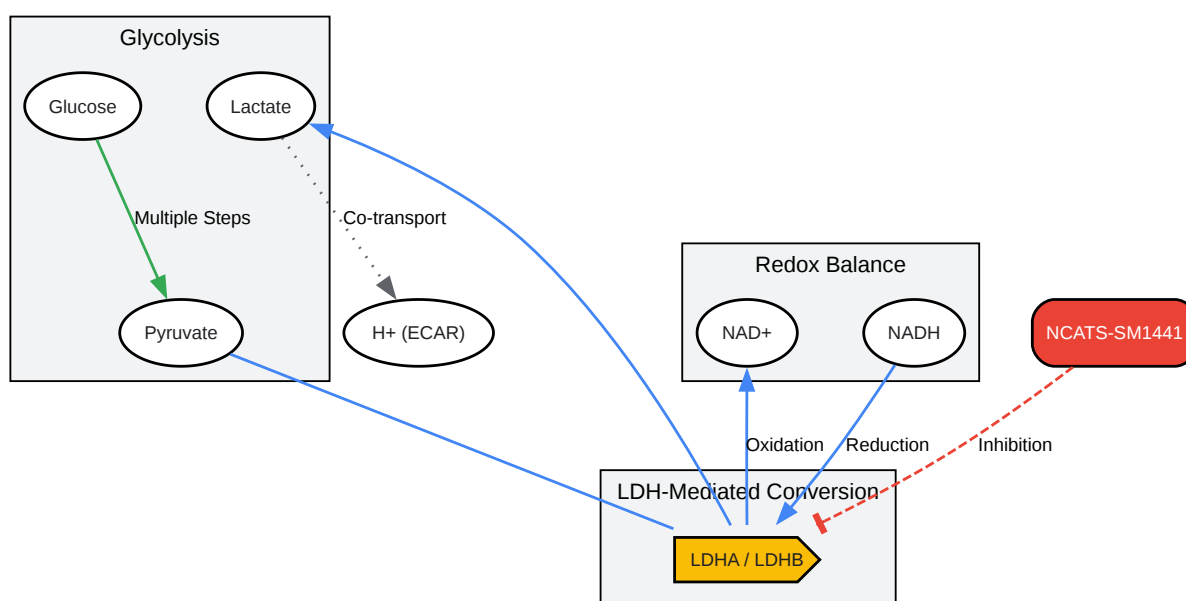 Glycolysis
Glucose
Lactate
Multiple Steps
Co-transport
Pyruvate
H+ (ECAR)
Redox Balance
NAD+
NADH
NCATS-SM1441
Oxidation
Reduction
Inhibition
LDH-Mediated Conversion
LDHA / LDHB